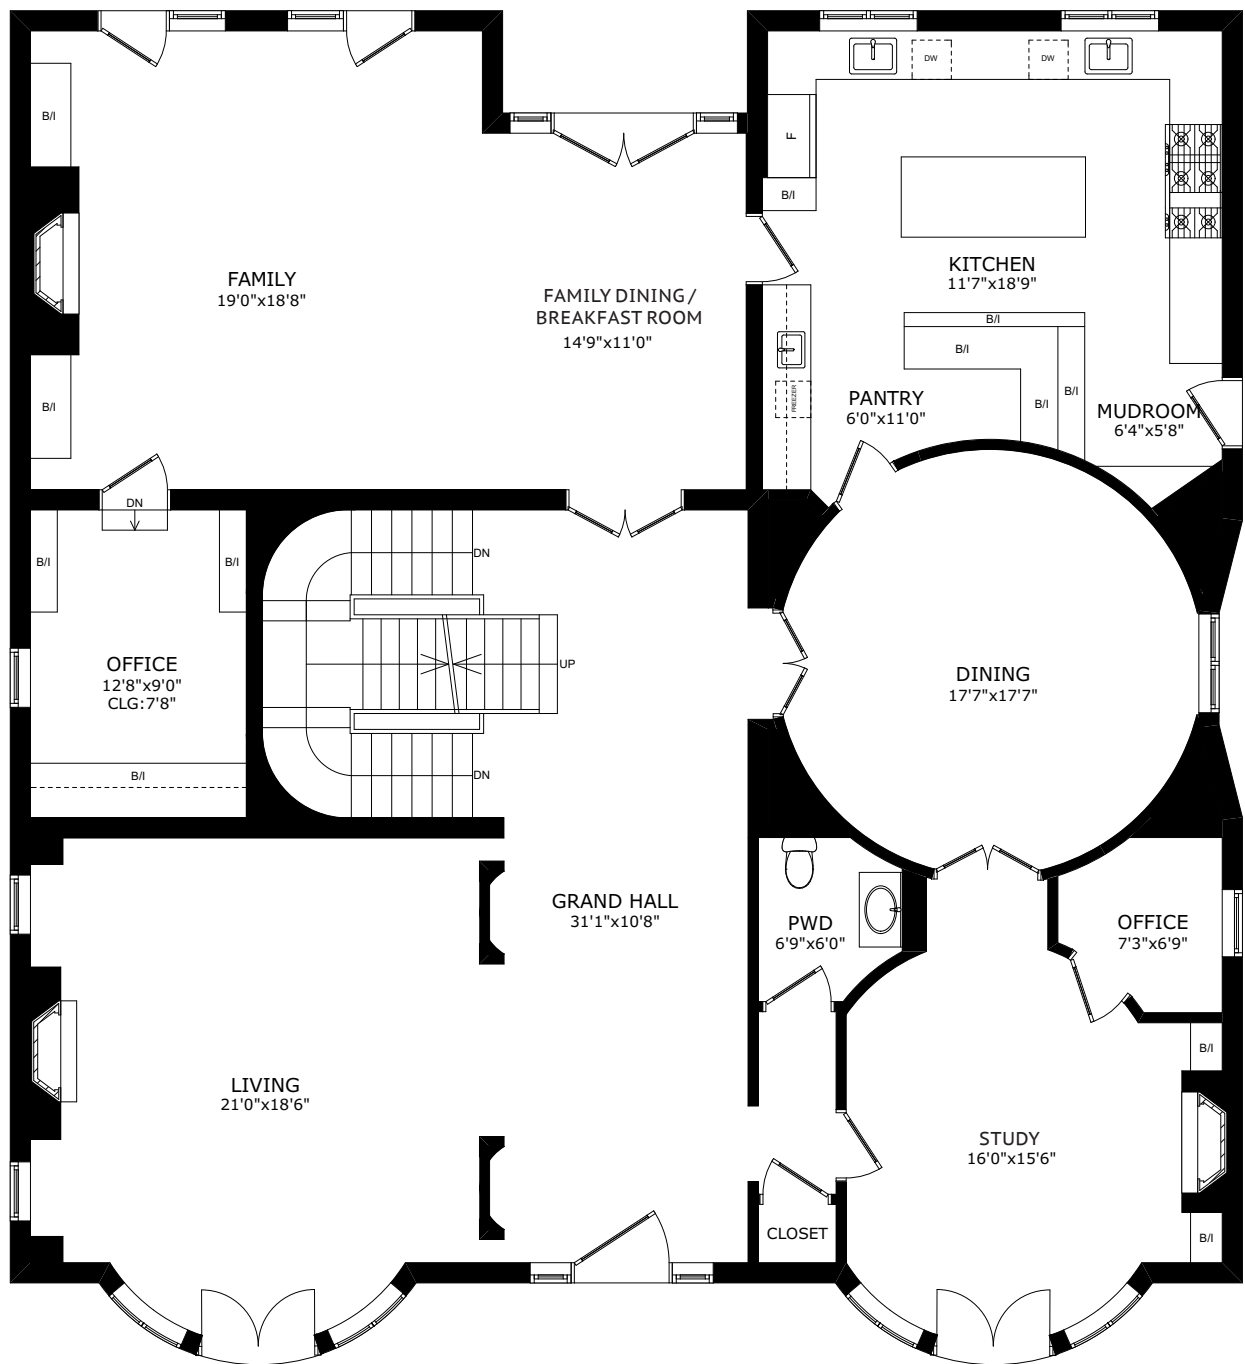 DW
DW
B/I
F
B/I
FAMILY
19'0"x18'8"
FAMILY DINING/
BREAKFAST ROOM
14'9"x11'0"
KITCHEN
11'7"x18'9"
B/I
B/I
B/I
B/I
B/I
FREEZER
PANTRY
6'0"x11'0"
MUDROOM
6'4"x5'8"
DN
B/I
B/I
DN
OFFICE
12'8"x9'0"
CLG:7'8"
UP
DINING
17'7"x17'7"
B/I
DN
GRAND HALL
31'1"x10'8"
PWD
6'9"x6'0"
OFFICE
7'3"x6'9"
B/I
LIVING
21'0"x18'6"
STUDY
16'0"x15'6"
CLOSET
B/I